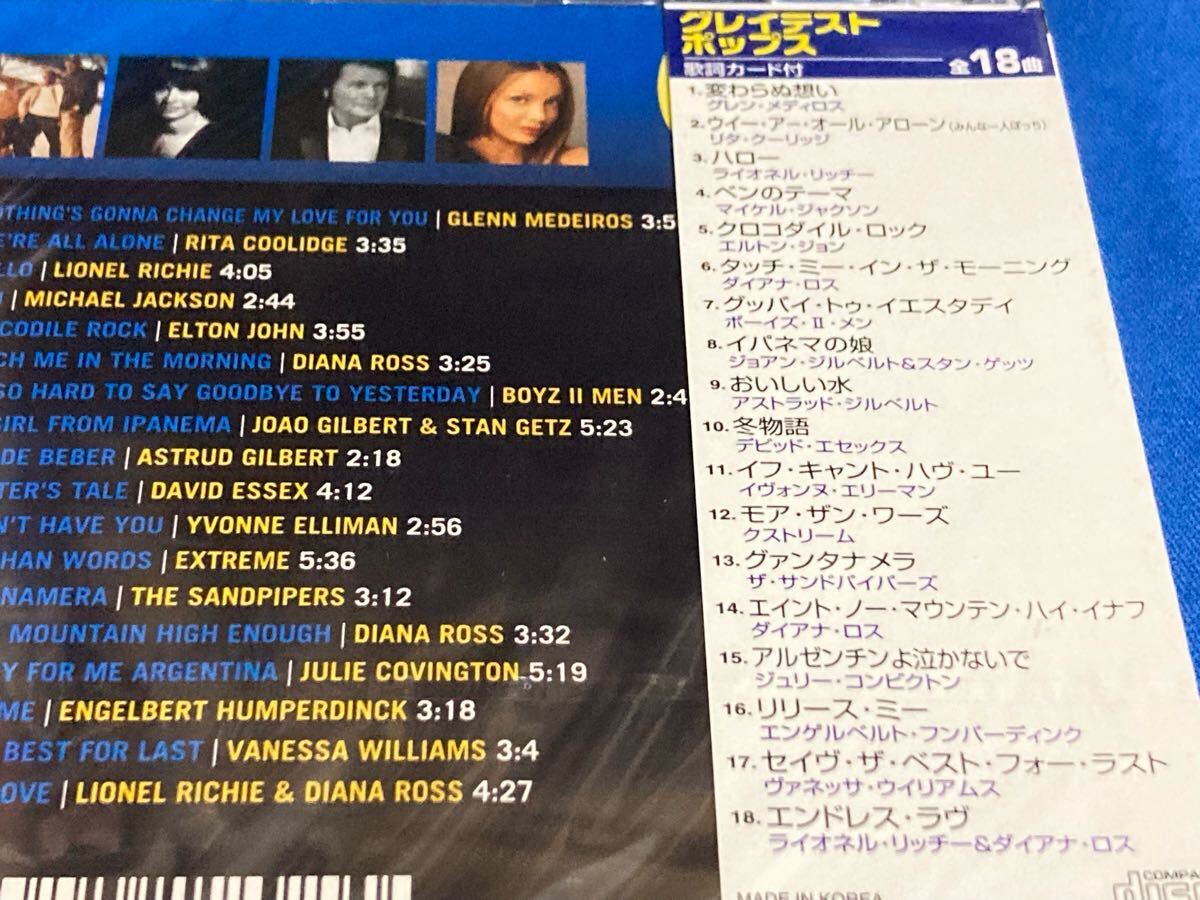 OTHING'S GONNA CHANGE MY LOVE FOR YOU | GLENN MEDEIROS 3:5
E'RE ALL ALONE | RITA COOLIDGE 3:35
LLO | LIONEL RICHIE 4:05
| MICHAEL JACKSON 2:44
CODILE ROCK | ELTON JOHN 3:55
CH ME IN THE MORNING | DIANA ROSS 3:25
SO HARD TO SAY GOODBYE TO YESTERDAY | BOYZ II MEN 2:4
GIRL FROM IPANEMA | JOAO GILBERT & STAN GETZ 5:23
DE BEBER | ASTRUD GILBERT 2:18
TER'S TALE | DAVID ESSEX 4:12
N'T HAVE YOU | YVONNE ELLIMAN 2:56
HAN WORDS | EXTREME 5:36
NAMERA | THE SANDPIPERS 3:12
MOUNTAIN HIGH ENOUGH | DIANA ROSS 3:32
Y FOR ME ARGENTINA | JULIE COVINGTON 5:19
ME | ENGELBERT HUMPERDINCK 3:18
BEST FOR LAST | VANESSA WILLIAMS 3:4
OVE | LIONEL RICHIE & DIANA ROSS 4:27
グレイテスト
ポップス
歌詞カード付 全18曲
1. 変わらぬ想い
グレン・メディロス
2. ウイー・アー・オール・アローン(みんな一人ぼっち)
リタ・クーリッジ
3. ハロー
ライオネル・リッチー
4. ベンのテーマ
マイケル・ジャクソン
5. クロコダイル・ロック
エルトン・ジョン
6. タッチ・ミー・イン・ザ・モーニング
ダイアナ・ロス
7. グッバイ・トゥ・イエスタデイ
ボーイズ・II・メン
8. イパネマの娘
ジョアン・ジルベルト&スタン・ゲッツ
9. おいしい水
アストラッド・ジルベルト
10. 冬物語
デビッド・エセックス
11. イフ・キャント・ハヴ・ユー
イヴォンヌ・エリーマン
12. モア・ザン・ワーズ
クストリーム
13. グァンタナメラ
ザ・サンドパイパーズ
14. エイント・ノー・マウンテン・ハイ・イナフ
ダイアナ・ロス
15. アルゼンチンよ泣かないで
ジュリー・コンビクトン
16. リリース・ミー
エンゲルベルト・フンパーディンク
17. セイヴ・ザ・ベスト・フォー・ラスト
ヴァネッサ・ウイリアムス
18. エンドレス・ラヴ
ライオネル・リッチー&ダイアナ・ロス
MADE IN KOREA
COMPA
disc